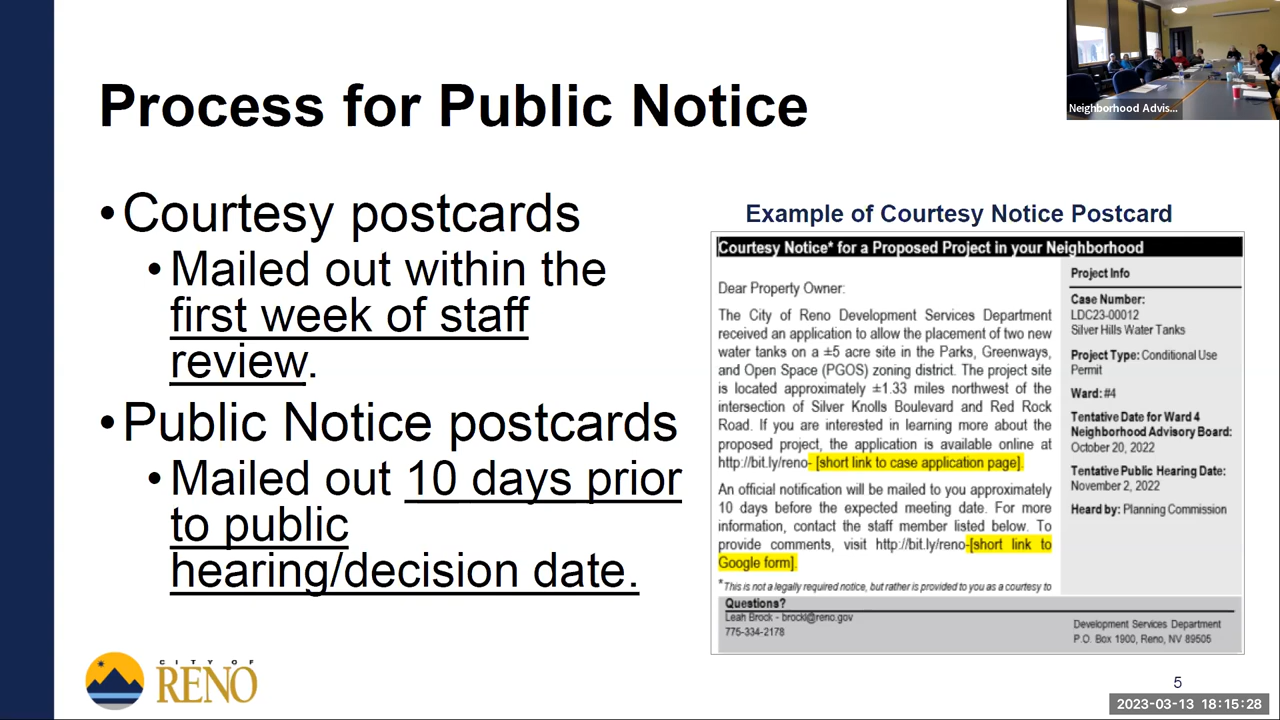 Process for Public Notice
•Courtesy postcards
•Mailed out within the
first week of staff
review.
•Public Notice postcards
•Mailed out 10 days prior
to public
hearing/decision date.
CITY OF
RENO
Neighborhood Advis...
Example of Courtesy Notice Postcard
Courtesy Notice* for a Proposed Project in your Neighborhood
Dear Property Owner:
The City of Reno Development Services Department
received an application to allow the placement of two new
water tanks on a ±5 acre site in the Parks, Greenways,
and Open Space (PGOS) zoning district. The project site
is located approximately ±1.33 miles northwest of the
intersection of Silver Knolls Boulevard and Red Rock
Road. If you are interested in learning more about the
proposed project, the application is available online at
http://bit.ly/reno- [short link to case application page].
An official notification will be mailed to you approximately
10 days before the expected meeting date. For more
information, contact the staff member listed below. To
provide comments, visit http://bit.ly/reno-[short link to
Google form].
*This is not a legally required notice, but rather is provided to you as a courtesy to
Project Info
Case Number:
LDC23-00012
Silver Hills Water Tanks
Project Type: Conditional Use
Permit
Ward: #4
Tentative Date for Ward 4
Neighborhood Advisory Board:
October 20, 2022
Tentative Public Hearing Date:
November 2, 2022
Heard by: Planning Commission
Questions?
Leah Brock - brockl@reno.gov
775-334-2178
Development Services Department
P.O. Box 1900, Reno, NV 89505
5
2023-03-13 18:15:28